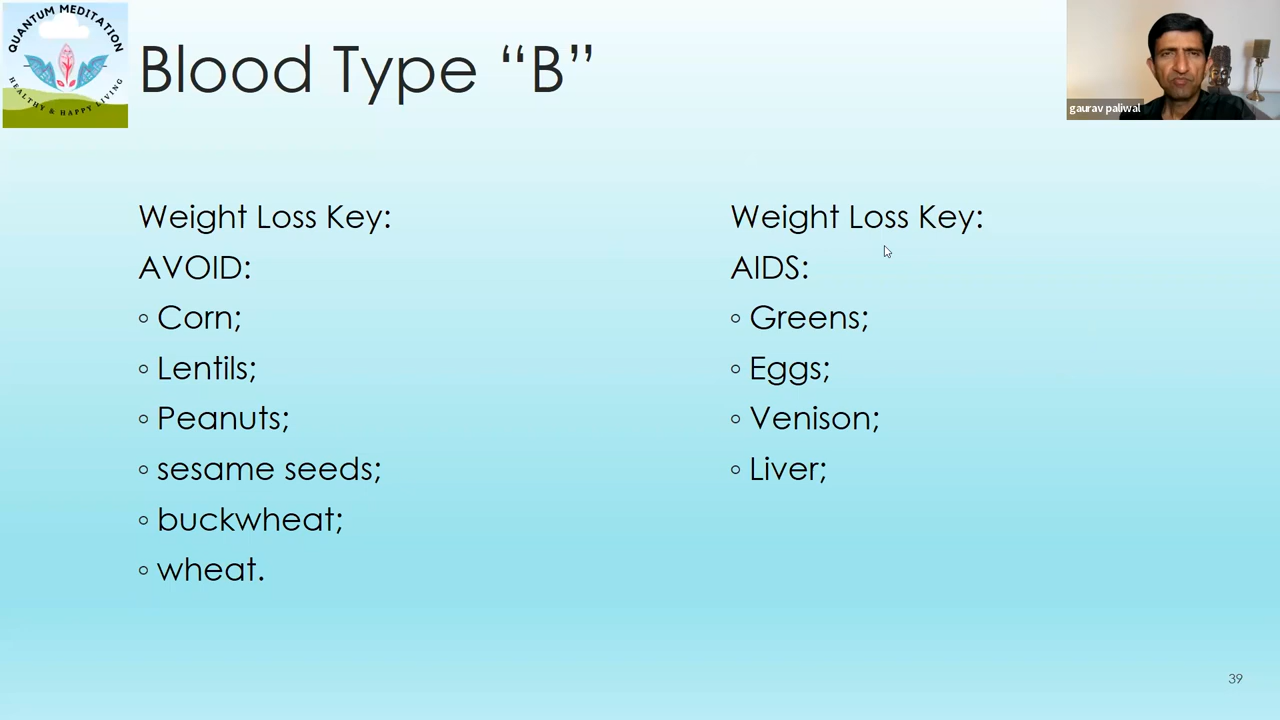 QUANTUM MEDITATION
HEALTHY & HAPPY LIVING
Blood Type “B”
gaurav paliwal
Weight Loss Key:
AVOID:
◦ Corn;
◦ Lentils;
◦ Peanuts;
◦ sesame seeds;
◦ buckwheat;
◦ wheat.
Weight Loss Key:
AIDS:
◦ Greens;
◦ Eggs;
◦ Venison;
◦ Liver;
39